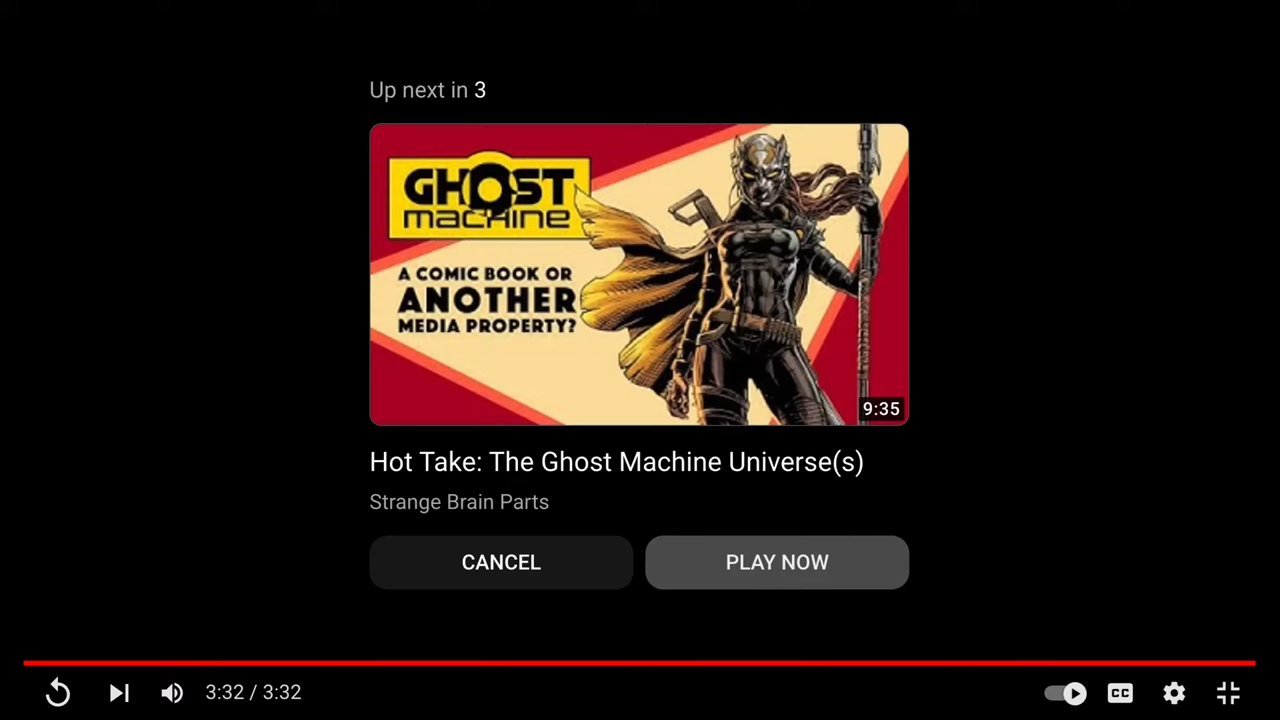 Up next in 3
GHOST
machine
A COMIC BOOK OR
ANOTHER
MEDIA PROPERTY?
9:35
Hot Take: The Ghost Machine Universe(s)
Strange Brain Parts
CANCEL
PLAY NOW
3:32 / 3:32
CC